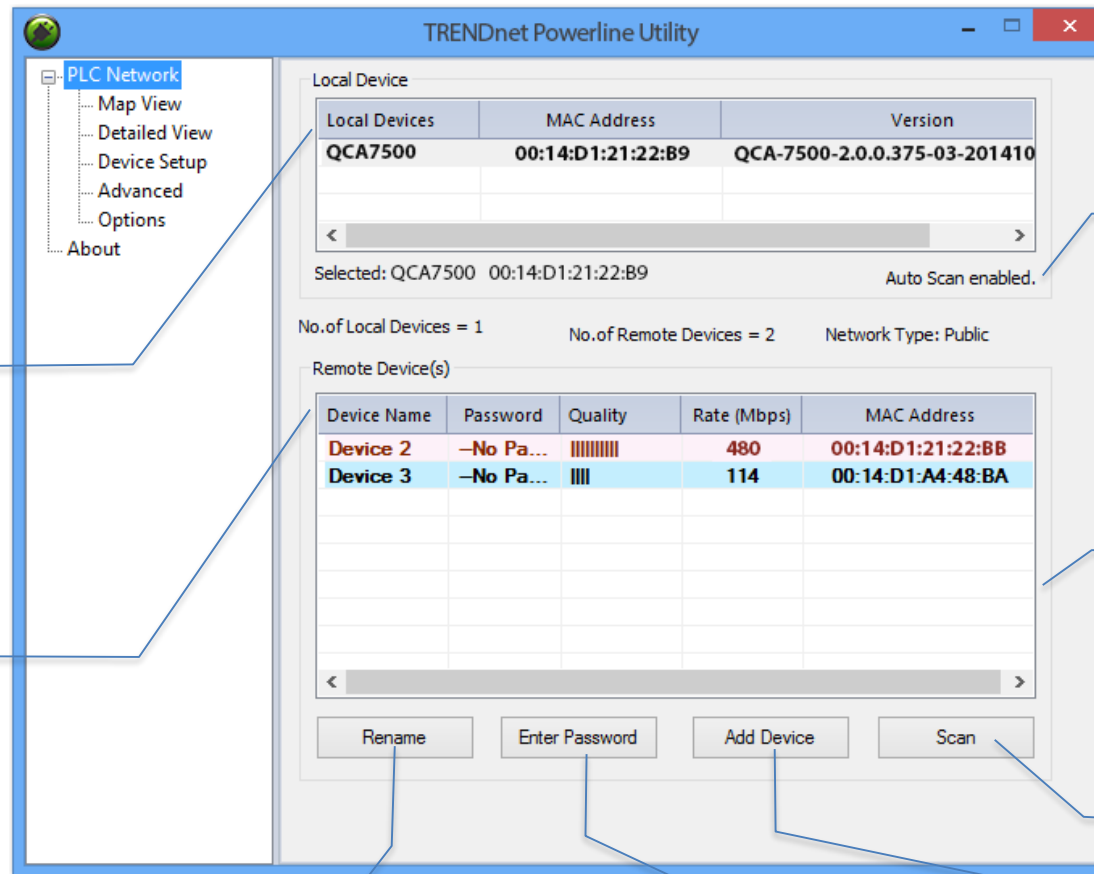 TRENDnet Powerline Utility
PLC Network
Map View
Detailed View
Device Setup
Advanced
Options
About
Local Device
Local Devices MAC Address Version
QCA7500 00:14:D1:21:22:B9 QCA-7500-2.0.0.375-03-201410
Selected: QCA7500 00:14:D1:21:22:B9 Auto Scan enabled.
No.of Local Devices = 1 No.of Remote Devices = 2 Network Type: Public
Remote Device(s)
Device Name Password Quality Rate (Mbps) MAC Address
Device 2 –No Pa... 480 00:14:D1:21:22:BB
Device 3 –No Pa... 114 00:14:D1:A4:48:BA
Rename Enter Password Add Device Scan